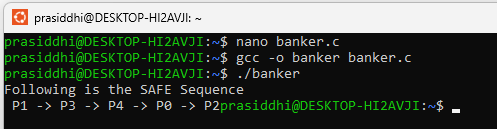 prasiddhi@DESKTOP-HI2AVJI: ~
prasiddhi@DESKTOP-HI2AVJI:~$ nano banker.c
prasiddhi@DESKTOP-HI2AVJI:~$ gcc -o banker banker.c
prasiddhi@DESKTOP-HI2AVJI:~$ ./banker
Following is the SAFE Sequence
 P1 -> P3 -> P4 -> P0 -> P2prasiddhi@DESKTOP-HI2AVJI:~$